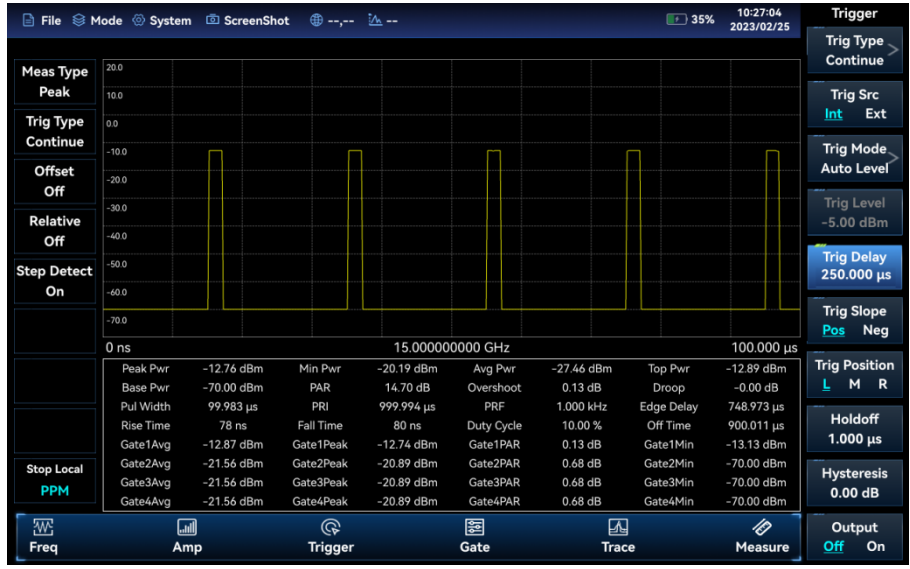 File Mode System ScreenShot --,-- -- 35% 10:27:04
2023/02/25
Meas Type
Peak
Trig Type
Continue
Offset
Off
Relative
Off
Step Detect
On
Stop Local
PPM
20.0
10.0
0.0
-10.0
-20.0
-30.0
-40.0
-50.0
-60.0
-70.0
0 ns 15.000000000 GHz 100.000 µs
Peak Pwr -12.76 dBm Min Pwr -20.19 dBm Avg Pwr -27.46 dBm Top Pwr -12.89 dBm
Base Pwr -70.00 dBm PAR 14.70 dB Overshoot 0.13 dB Droop -0.00 dB
Pul Width 99.983 µs PRI 999.994 µs PRF 1.000 kHz Edge Delay 748.973 µs
Rise Time 78 ns Fall Time 80 ns Duty Cycle 10.00 % Off Time 900.011 µs
Gate1Avg -12.87 dBm Gate1Peak -12.74 dBm Gate1PAR 0.13 dB Gate1Min -13.13 dBm
Gate2Avg -21.56 dBm Gate2Peak -20.89 dBm Gate2PAR 0.68 dB Gate2Min -70.00 dBm
Gate3Avg -21.56 dBm Gate3Peak -20.89 dBm Gate3PAR 0.68 dB Gate3Min -70.00 dBm
Gate4Avg -21.56 dBm Gate4Peak -20.89 dBm Gate4PAR 0.68 dB Gate4Min -70.00 dBm
Freq Amp Trigger Gate Trace Measure
Trigger
Trig Type >
Continue
Trig Src
Int Ext
Trig Mode >
Auto Level
Trig Level
-5.00 dBm
Trig Delay
250.000 µs
Trig Slope
Pos Neg
Trig Position
L M R
Holdoff
1.000 µs
Hysteresis
0.00 dB
Output
Off On